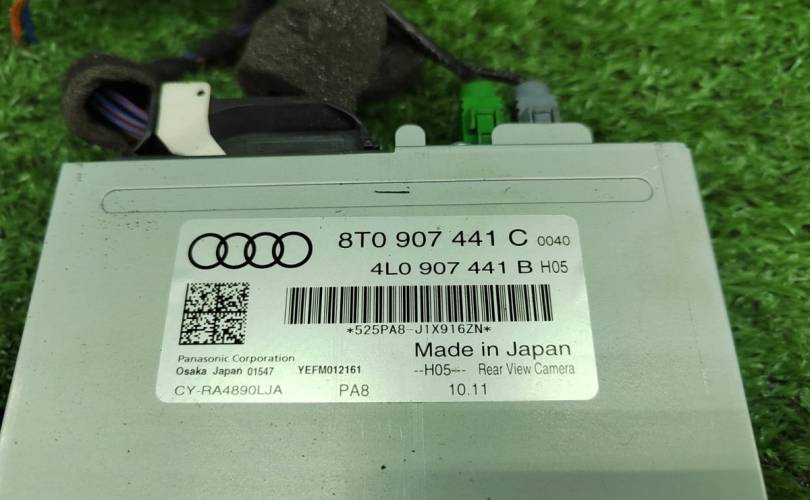 8T0 907 441 C 0040
4L0 907 441 B H05
*525PA8-J1X916ZN*
Made in Japan
Panasonic Corporation
Osaka Japan 01547 YEFM012161
--H05-- Rear View Camera
CY-RA4890LJA PA8 10.11